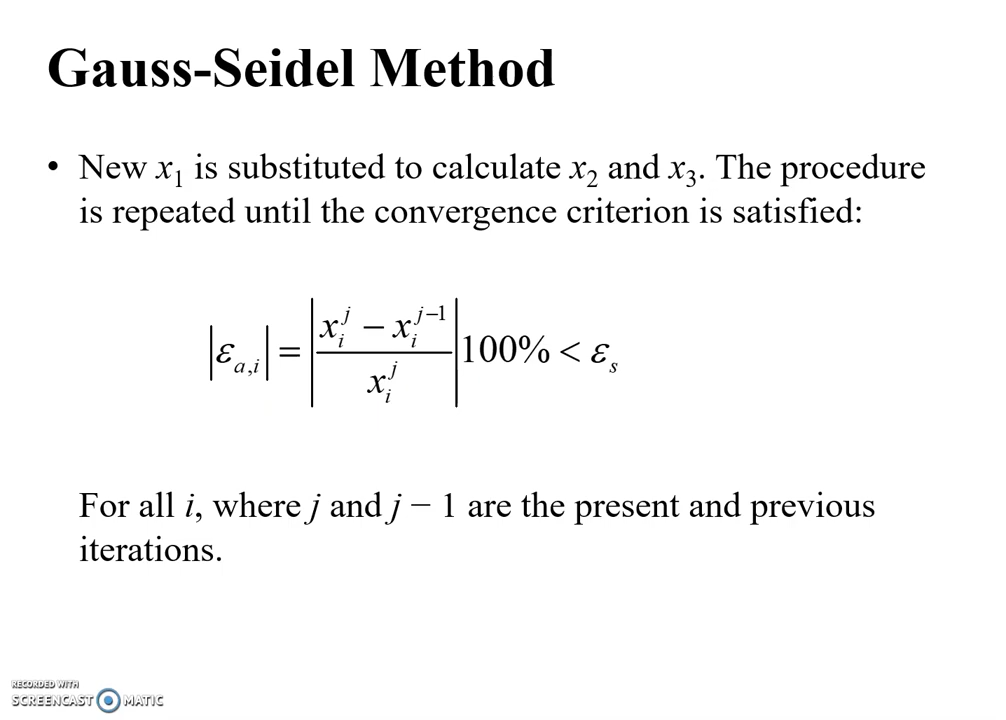 Gauss-Seidel Method
• New x₁ is substituted to calculate x₂ and x₃. The procedure
is repeated until the convergence criterion is satisfied:
|ε_{a,i}| = |(x_i^j − x_i^{j−1}) / x_i^j| 100% < ε_s
For all i, where j and j − 1 are the present and previous
iterations.
RECORDED WITH
SCREENCAST MATIC